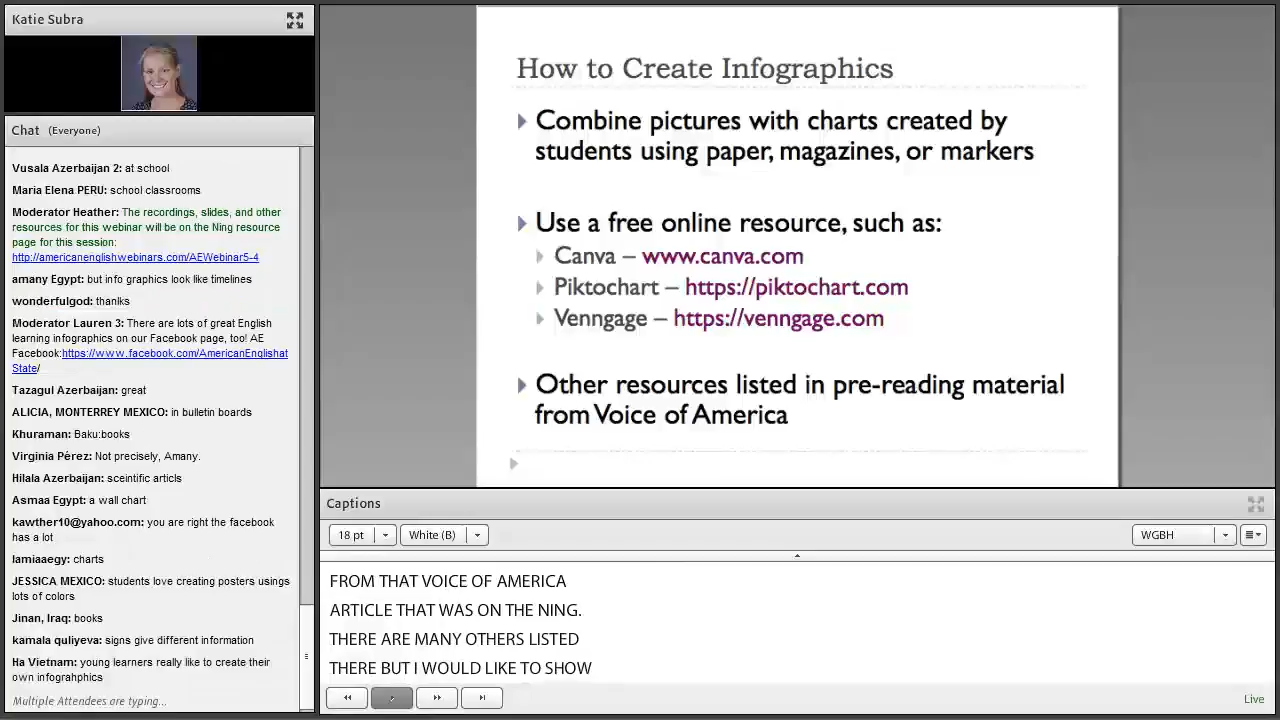 Katie Subra
Chat (Everyone)
Vusala Azerbaijan 2: at school
Maria Elena PERU: school classrooms
Moderator Heather: The recordings, slides, and other
resources for this webinar will be on the Ning resource
page for this session:
http://americanenglishwebinars.com/AEWebinar5-4
amany Egypt: but info graphics look like timelines
wonderfulgod: thanlks
Moderator Lauren 3: There are lots of great English
learning infographics on our Facebook page, too! AE
Facebook:https://www.facebook.com/AmericanEnglishat
State/
Tazagul Azerbaijan: great
ALICIA, MONTERREY MEXICO: in bulletin boards
Khuraman: Baku:books
Virginia Pérez: Not precisely, Amany.
Hilala Azerbaijan: sceintific articls
Asmaa Egypt: a wall chart
kawther10@yahoo.com: you are right the facebook
has a lot
lamiaaegy: charts
JESSICA MEXICO: students love creating posters usings
lots of colors
Jinan, Iraq: books
kamala quliyeva: signs give different information
Ha Vietnam: young learners really like to create their
own infograhphics
Multiple Attendees are typing...
How to Create Infographics
Combine pictures with charts created by
students using paper, magazines, or markers
Use a free online resource, such as:
Canva – www.canva.com
Piktochart – https://piktochart.com
Venngage – https://venngage.com
Other resources listed in pre-reading material
from Voice of America
Captions
18 pt White (B) WGBH
FROM THAT VOICE OF AMERICA
ARTICLE THAT WAS ON THE NING.
THERE ARE MANY OTHERS LISTED
THERE BUT I WOULD LIKE TO SHOW
Live